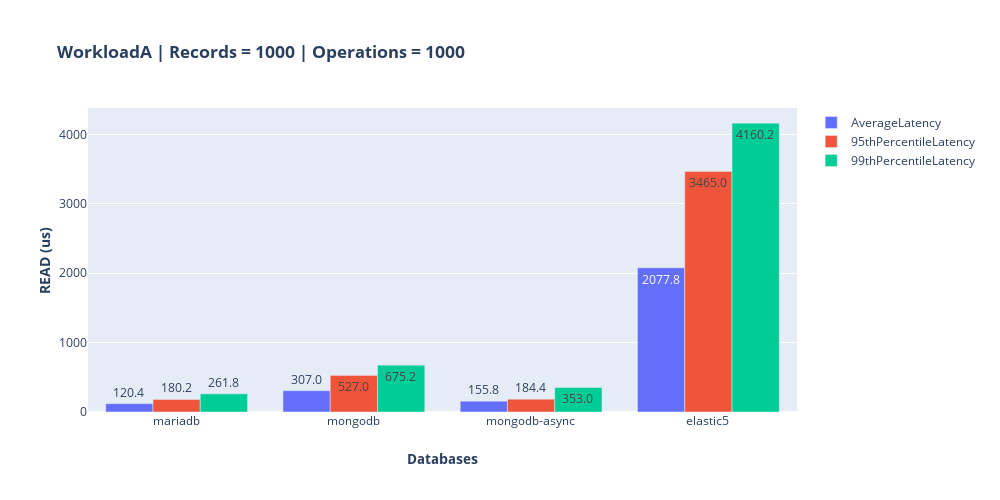 WorkloadA | Records = 1000 | Operations = 1000
AverageLatency
95thPercentileLatency
99thPercentileLatency
READ (us)
4000
3000
2000
1000
0
120.4
180.2
261.8
307.0
527.0
675.2
155.8
184.4
353.0
2077.8
3465.0
4160.2
mariadb
mongodb
mongodb-async
elastic5
Databases